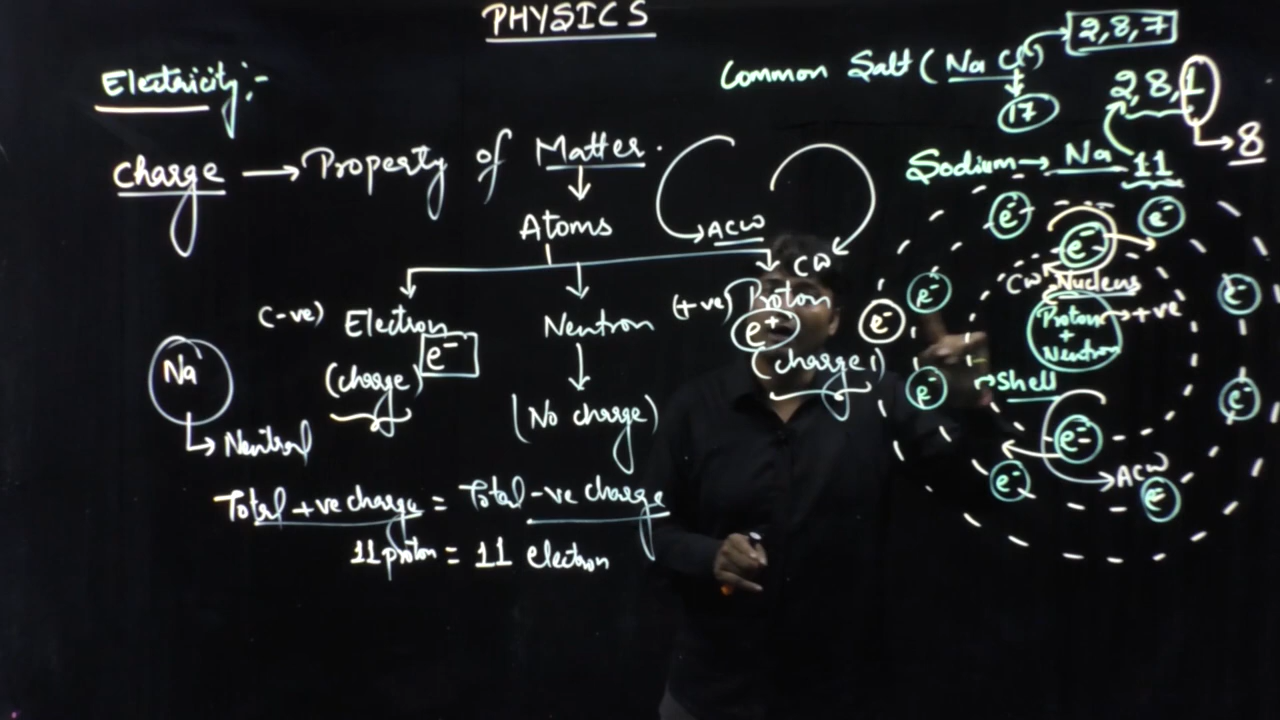 PHYSICS
Electricity:-
Common Salt (NaCl)
2,8,7
17
2,8,1
8
Charge → Property of Matter.
Sodium → Na 11
Atoms
ACW
CW
(-ve) Electron
e-
(charge)
Neutron
(No charge)
(+ve) Proton
e+
(charge)
Na
Neutral
Total +ve charge = Total -ve charge
11 proton = 11 electron
e-
e-
e-
CW
Nucleus
Proton
+
Neutron
→ +ve
e-
e-
e-
e-
e-
Shell
e-
ACW
e-
e-